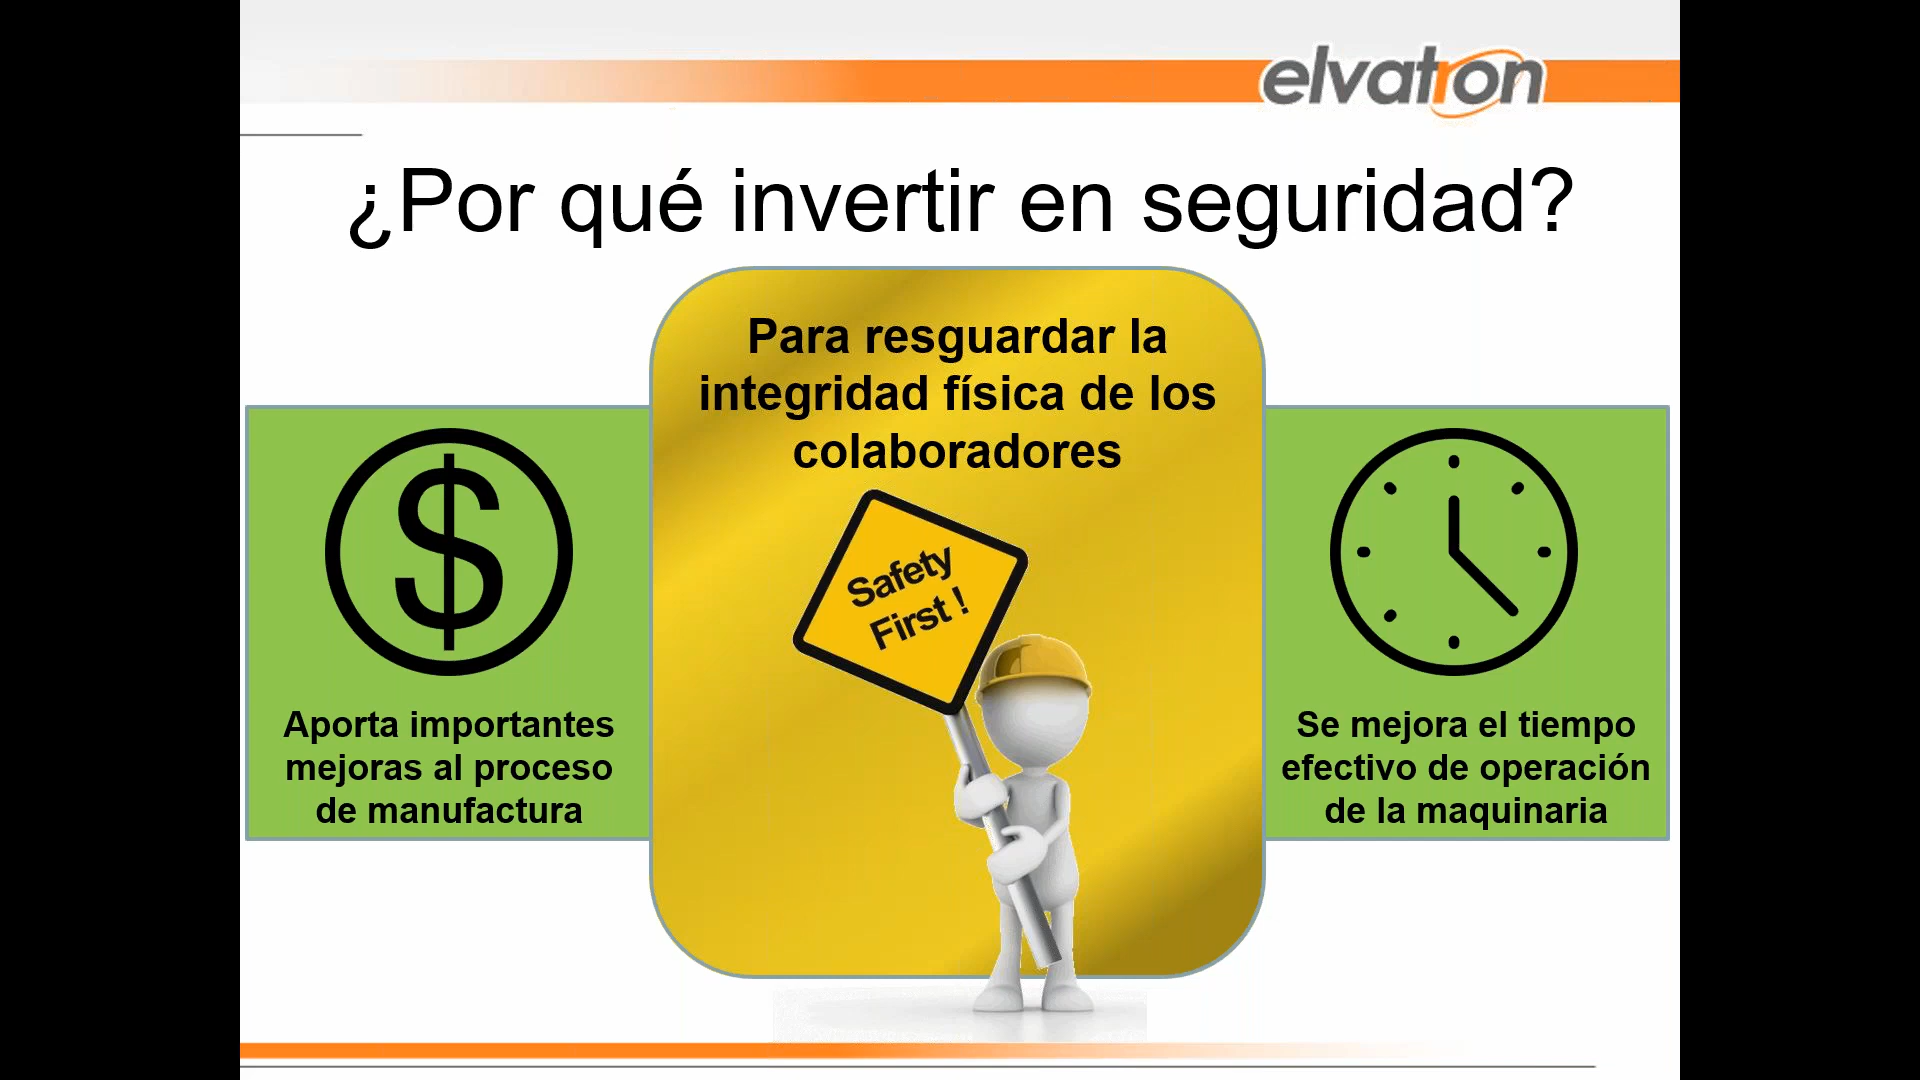 elvatron
¿Por qué invertir en seguridad?
Para resguardar la
integridad física de los
colaboradores
Safety
First !
$
Aporta importantes
mejoras al proceso
de manufactura
Se mejora el tiempo
efectivo de operación
de la maquinaria